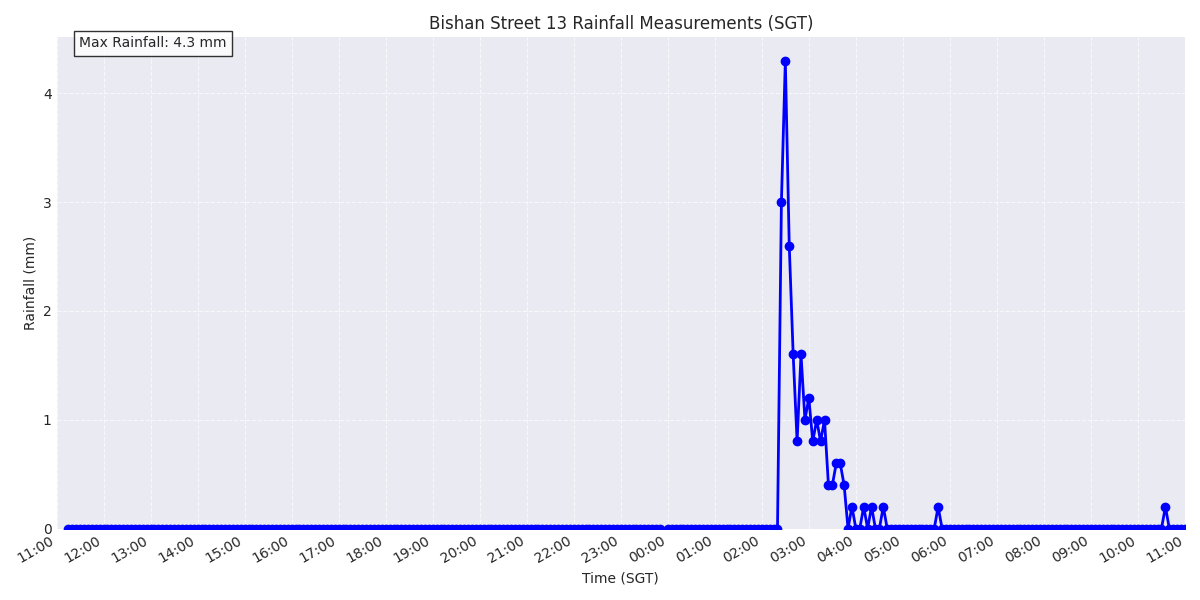 Bishan Street 13 Rainfall Measurements (SGT)
Max Rainfall: 4.3 mm
4
3
2
1
0
Rainfall (mm)
11:00 12:00 13:00 14:00 15:00 16:00 17:00 18:00 19:00 20:00 21:00 22:00 23:00 00:00 01:00 02:00 03:00 04:00 05:00 06:00 07:00 08:00 09:00 10:00 11:00
Time (SGT)